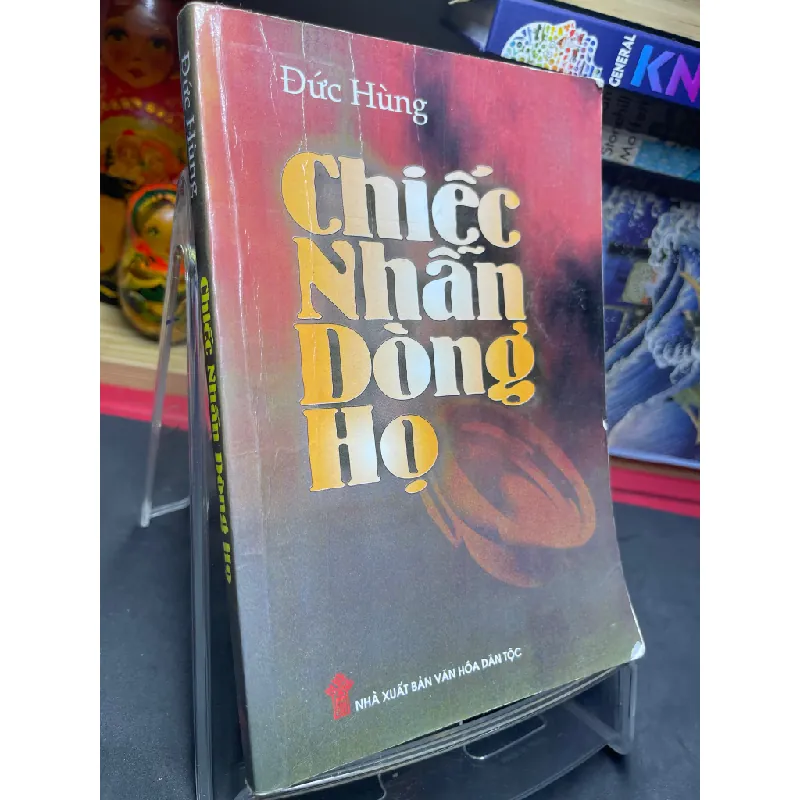 Đức Hùng
Chiếc
Nhẫn
Dòng
Họ
NHÀ XUẤT BẢN VĂN HÓA DÂN TỘC
Đức Hùng
Chiếc Nhẫn Dòng Họ
GENERAL
KN